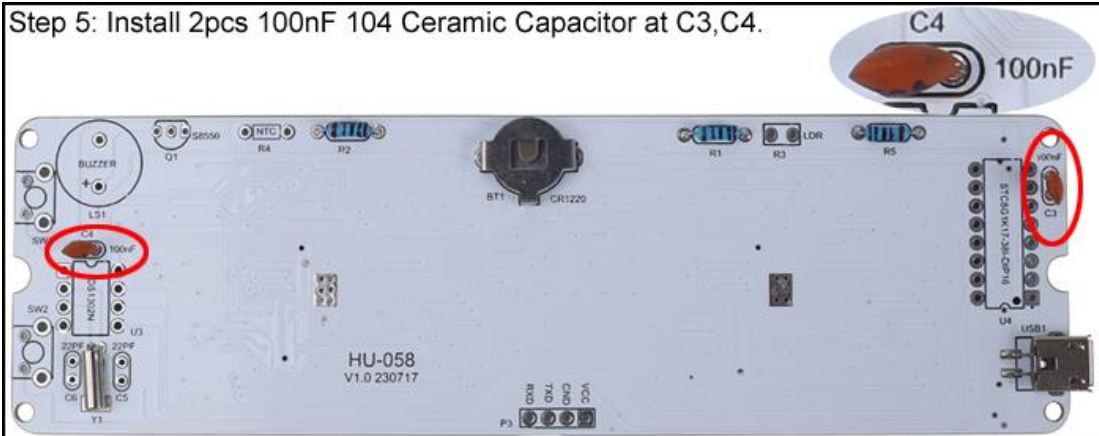 Step 5: Install 2pcs 100nF 104 Ceramic Capacitor at C3,C4.
C4
100nF
S8550
Q1
NTC
R4
R2
BUZZER
+
LS1
BT1
CR1220
R1
LDR
R3
R5
100nF
C3
STC8G1K17-38I-DIP16
U4
C4
100nF
DS1302N
U3
SW2
22PF
22PF
C6
C5
Y1
HU-058
V1.0 230717
USB1
P3
RXD
TXD
GND
VCC